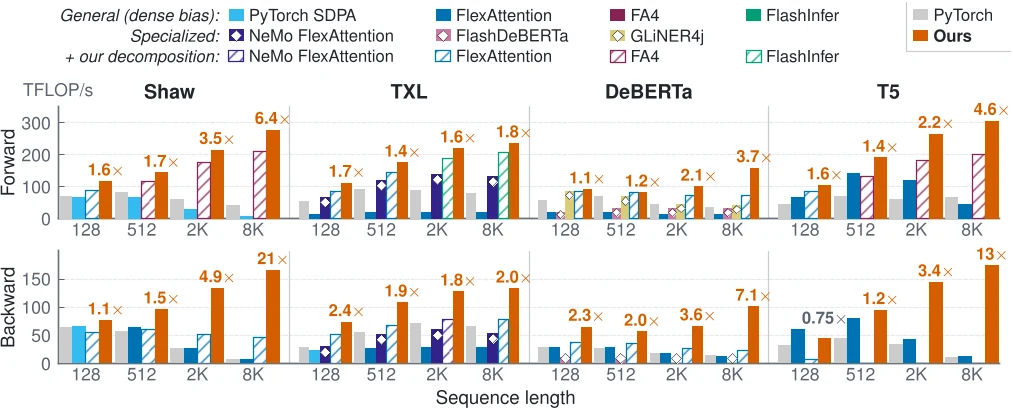 General (dense bias): PyTorch SDPA FlexAttention FA4 FlashInfer PyTorch
Specialized: NeMo FlexAttention FlashDeBERTa GLiNER4j Ours
+ our decomposition: NeMo FlexAttention FlexAttention FA4 FlashInfer
TFLOP/s Shaw TXL DeBERTa T5
Forward
300
200
100
0
1.6× 1.7× 3.5× 6.4×
1.7× 1.4× 1.6× 1.8×
1.1× 1.2× 2.1× 3.7×
1.6× 1.4× 2.2× 4.6×
128 512 2K 8K 128 512 2K 8K 128 512 2K 8K 128 512 2K 8K
Backward
150
100
50
0
1.1× 1.5× 4.9× 21×
2.4× 1.9× 1.8× 2.0×
2.3× 2.0× 3.6× 7.1×
0.75× 1.2× 3.4× 13×
128 512 2K 8K 128 512 2K 8K 128 512 2K 8K 128 512 2K 8K
Sequence length